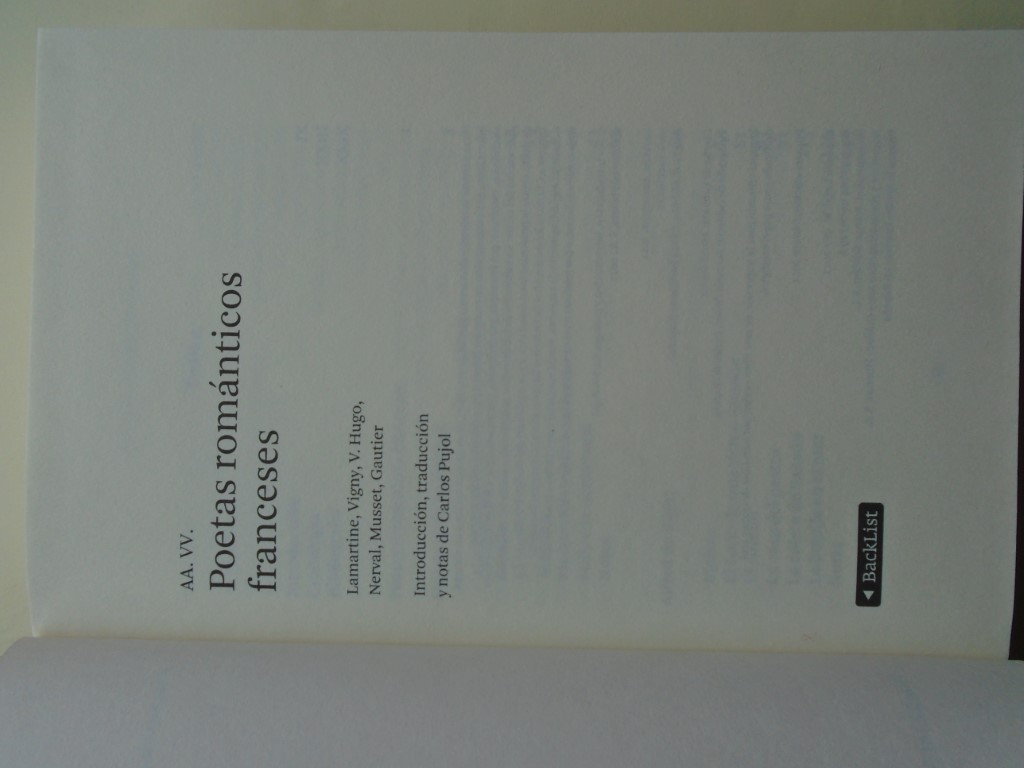 AA. VV.
Poetas románticos
franceses
Lamartine, Vigny, V. Hugo,
Nerval, Musset, Gautier
Introducción, traducción
y notas de Carlos Pujol
BackList